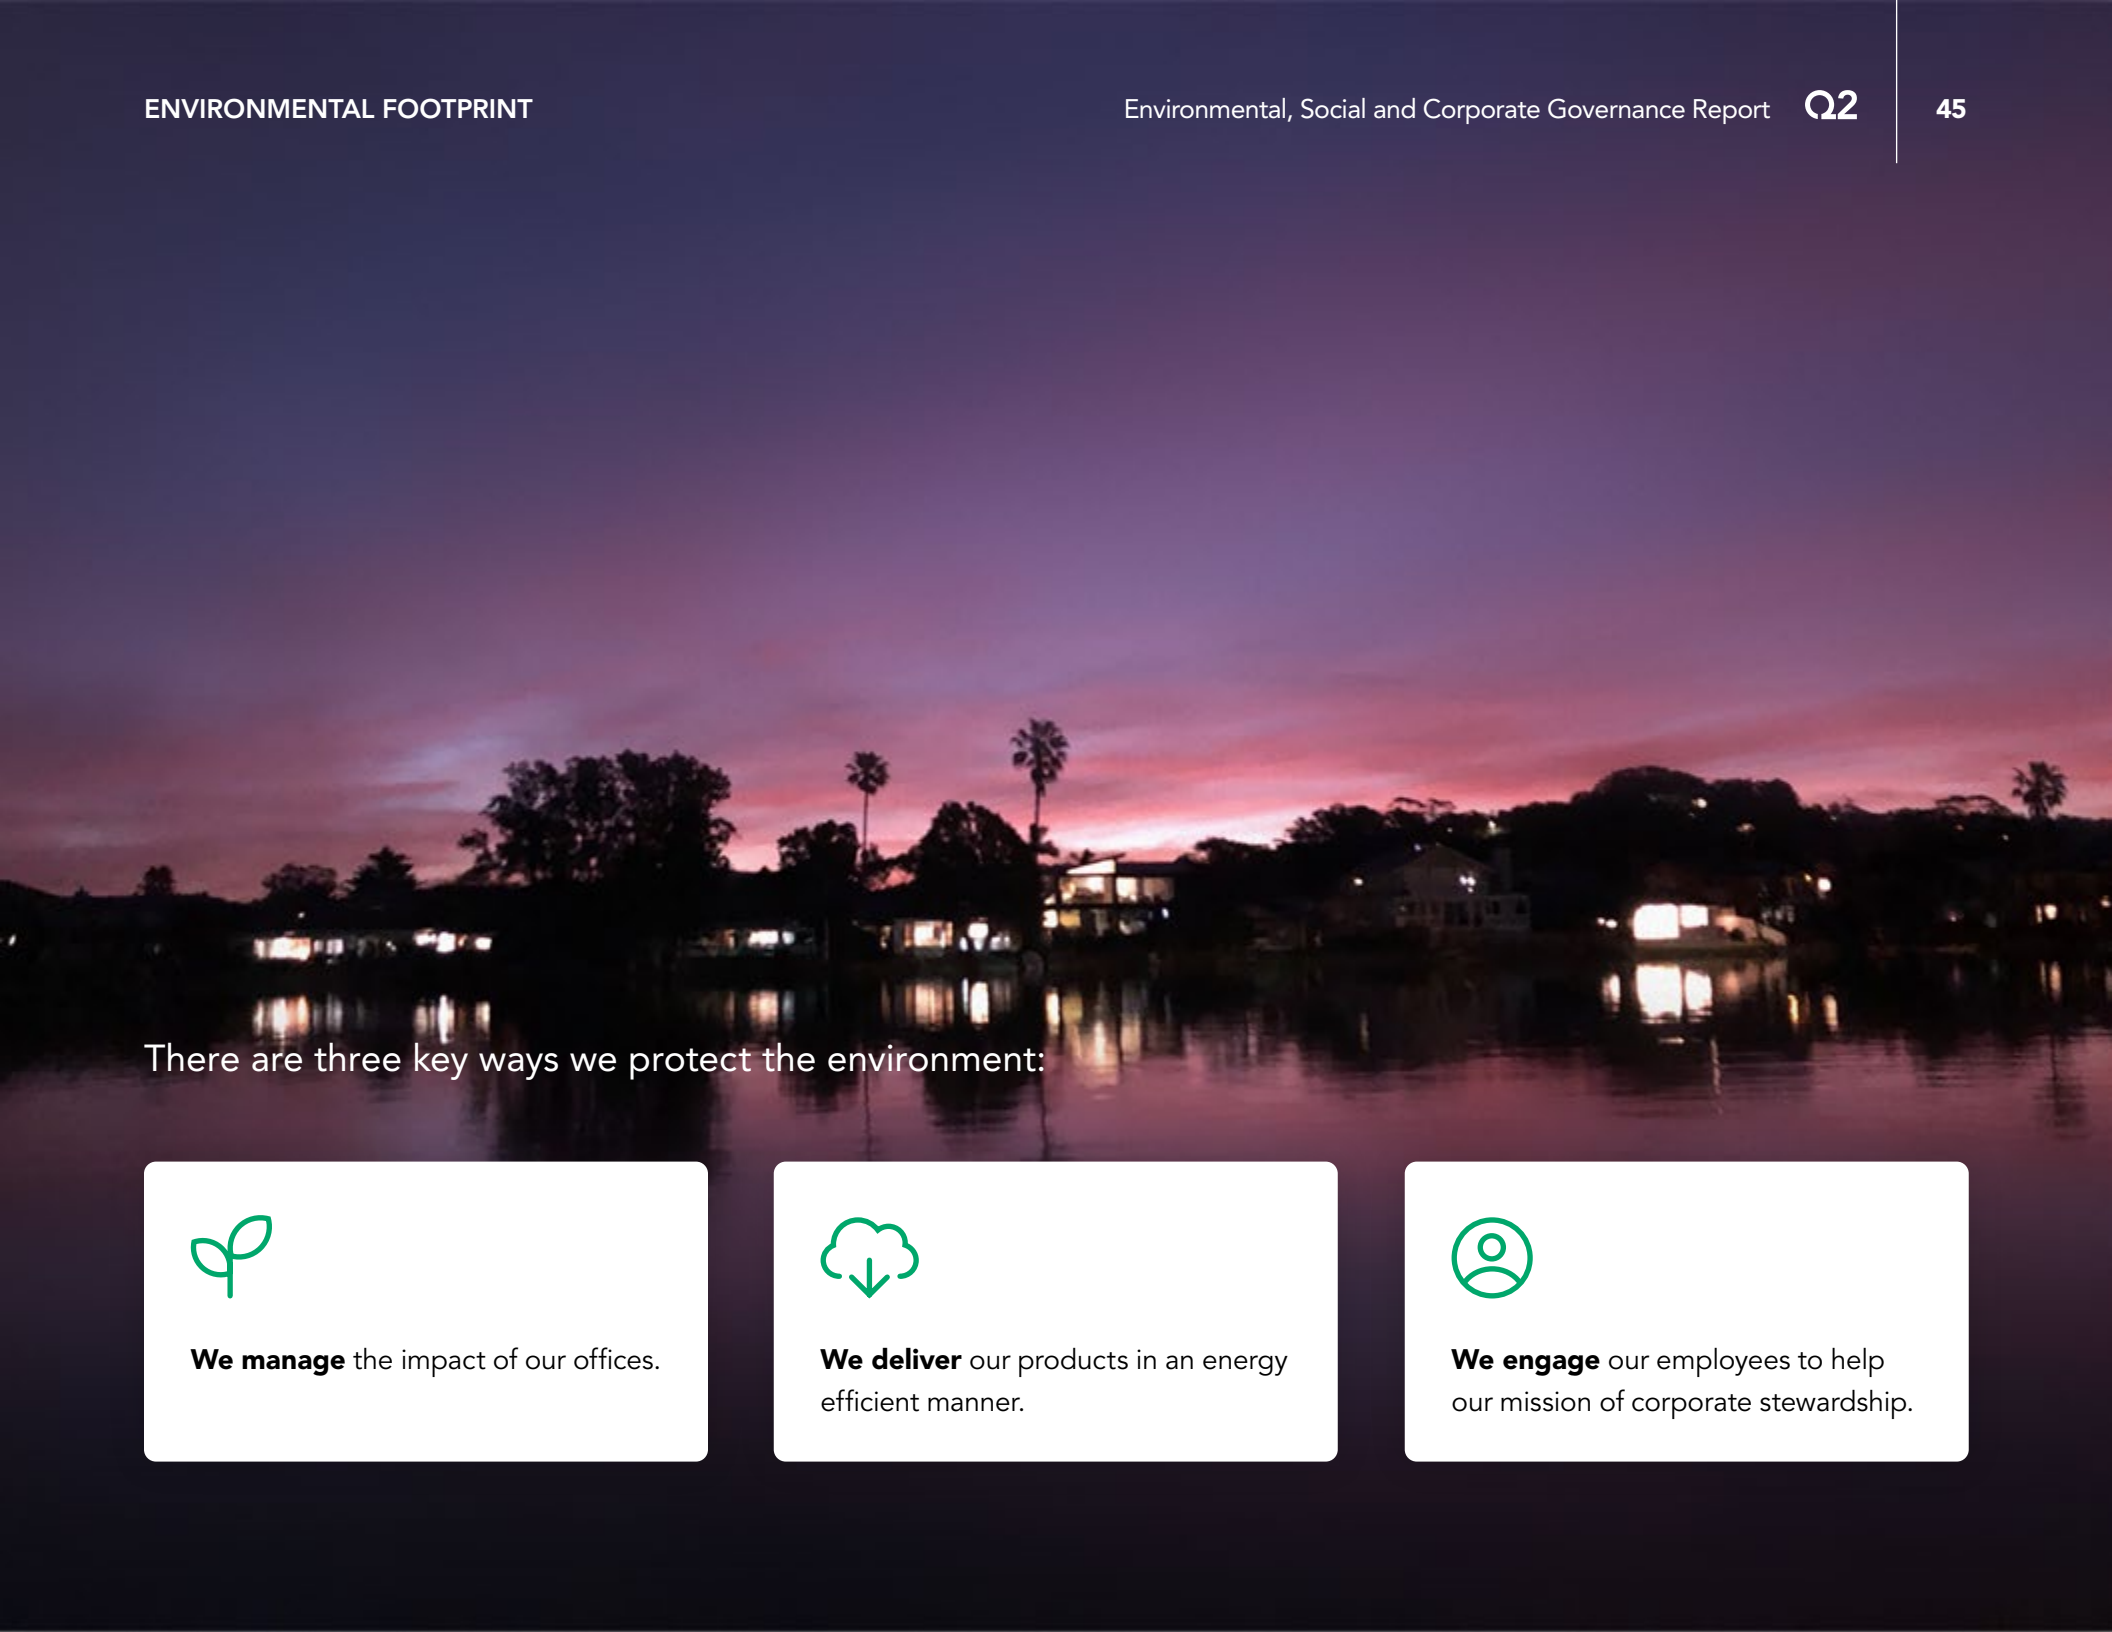 ENVIRONMENTAL FOOTPRINT
Environmental, Social and Corporate Governance Report Q2 45
There are three key ways we protect the environment:
We manage the impact of our offices.
We deliver our products in an energy
efficient manner.
We engage our employees to help
our mission of corporate stewardship.